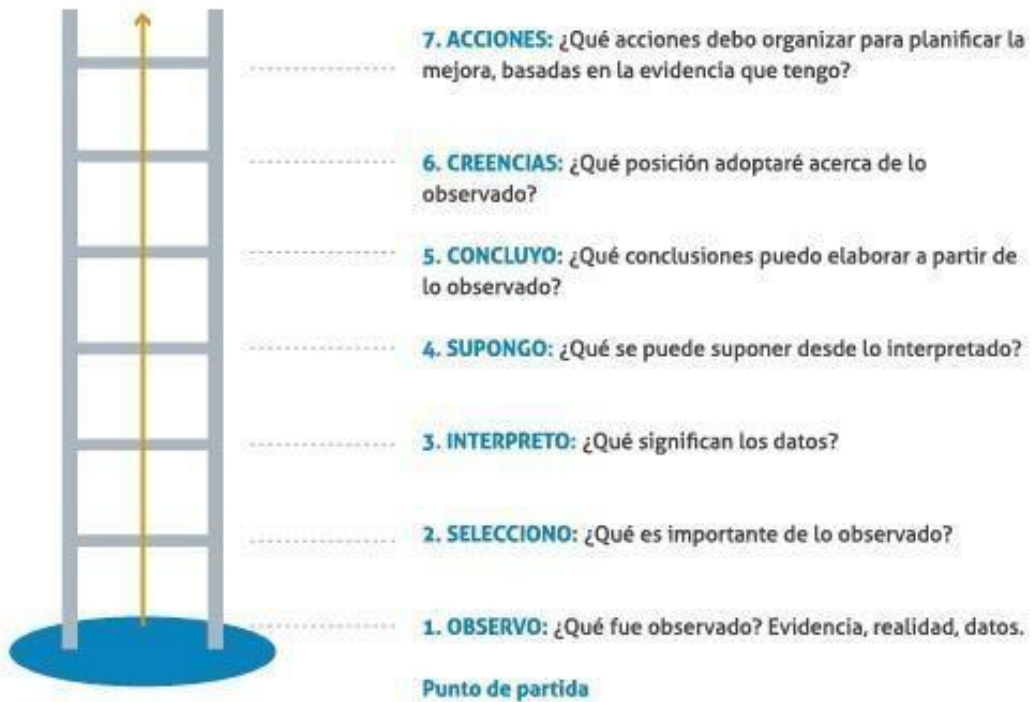 7. ACCIONES: ¿Qué acciones debo organizar para planificar la
mejora, basadas en la evidencia que tengo?
6. CREENCIAS: ¿Qué posición adoptaré acerca de lo
observado?
5. CONCLUYO: ¿Qué conclusiones puedo elaborar a partir de
lo observado?
4. SUPONGO: ¿Qué se puede suponer desde lo interpretado?
3. INTERPRETO: ¿Qué significan los datos?
2. SELECCIONO: ¿Qué es importante de lo observado?
1. OBSERVO: ¿Qué fue observado? Evidencia, realidad, datos.
Punto de partida